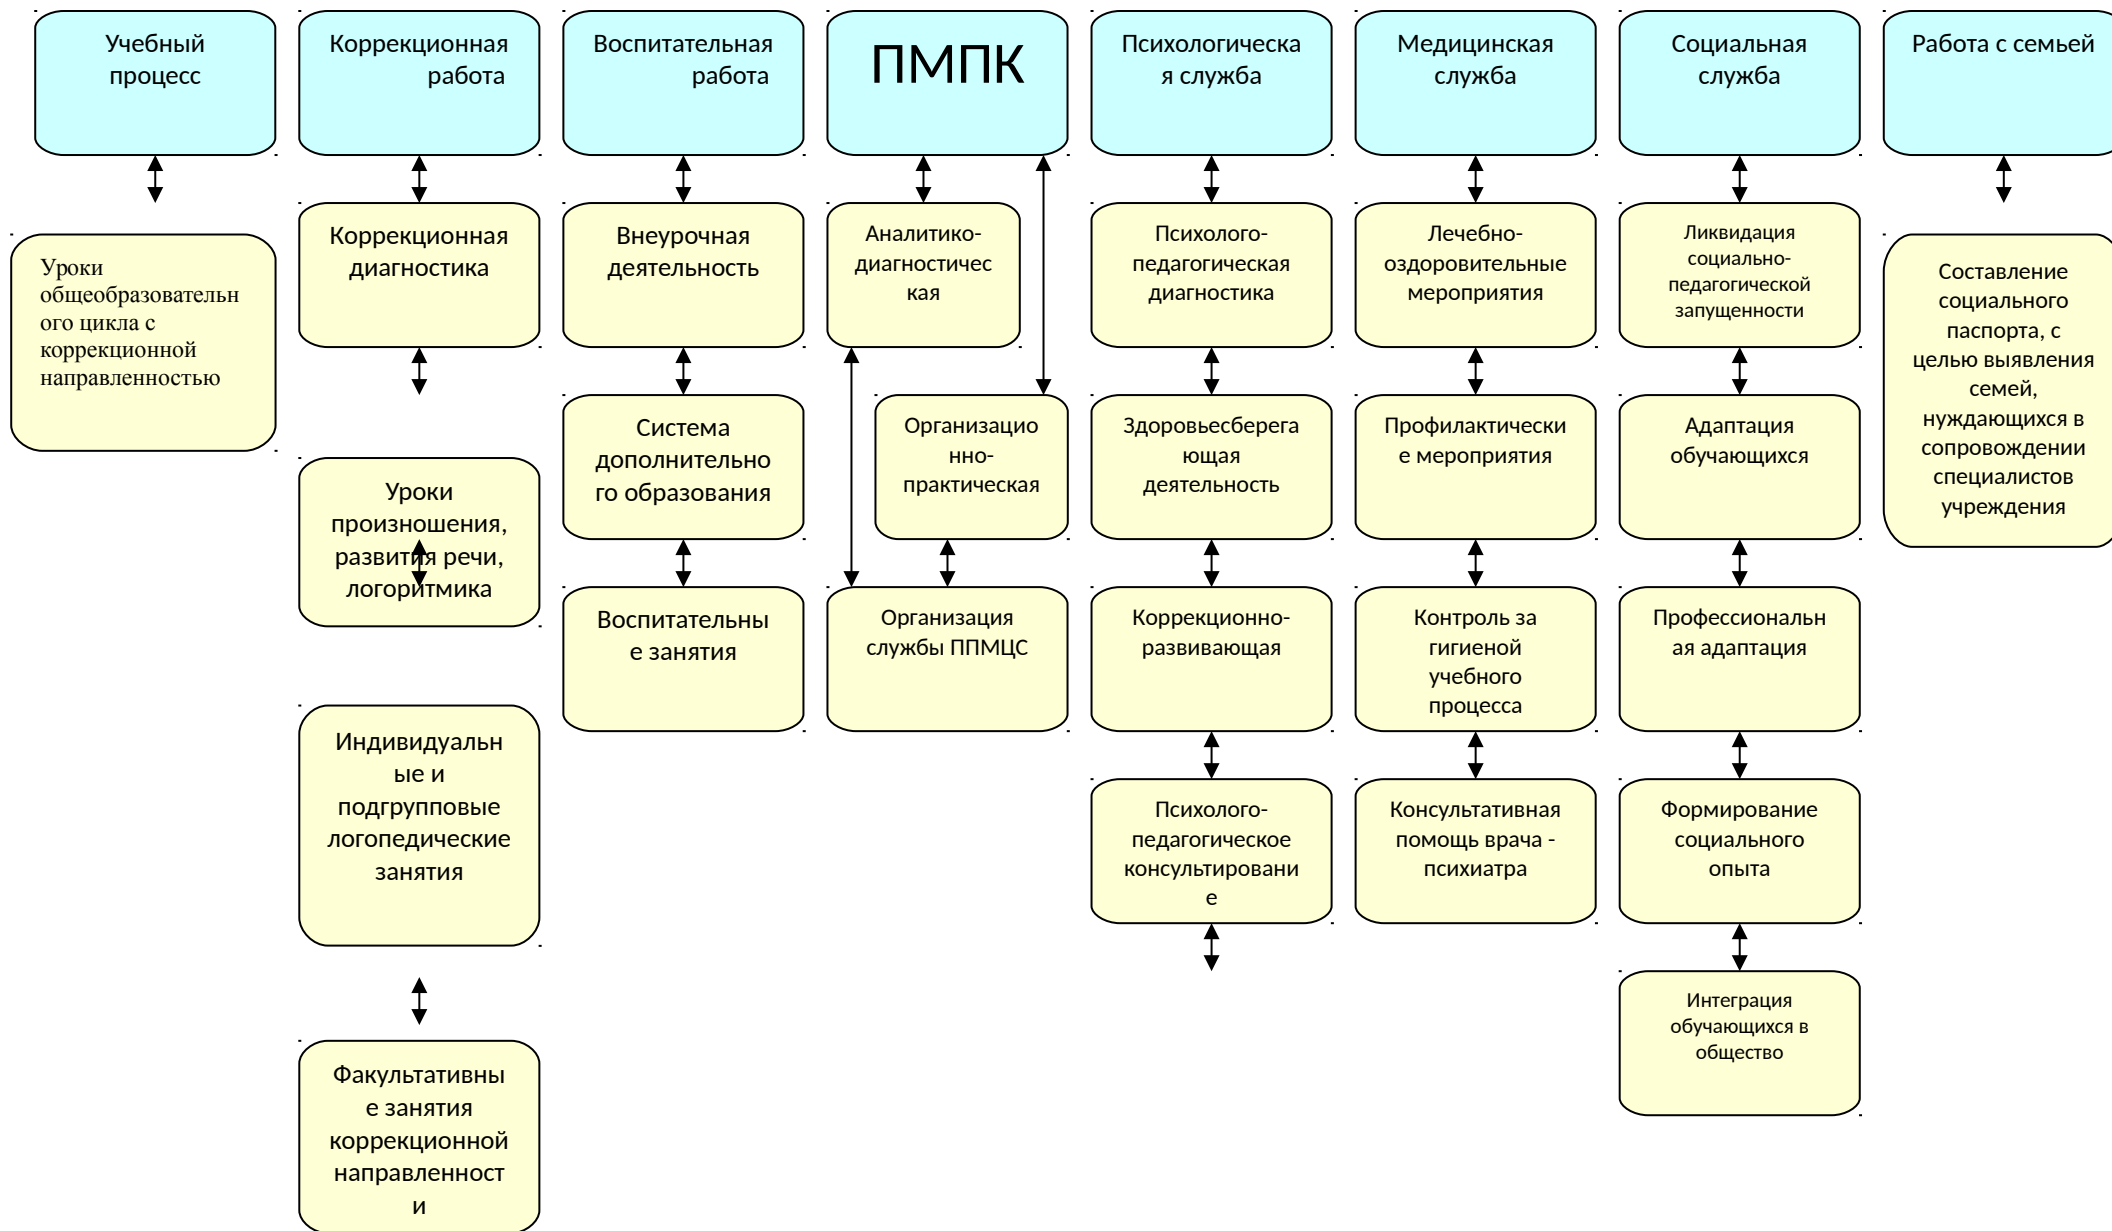 Учебный
процесс
Коррекционная
работа
Воспитательная
работа
ПМПК
Психологическа
я служба
Медицинская
служба
Социальная
служба
Работа с семьей
Уроки
общеобразовательн
ого цикла с
коррекционной
направленностью
Коррекционная
диагностика
Уроки
произношения,
развития речи,
логоритмика
Индивидуальн
ые и
подгрупповые
логопедические
занятия
Факультативны
е занятия
коррекционной
направленност
и
Внеурочная
деятельность
Система
дополнительно
го образования
Воспитательны
е занятия
Аналитико-
диагностичес
кая
Организацио
нно-
практическая
Организация
службы ППМЦС
Психолого-
педагогическая
диагностика
Здоровьесберега
ющая
деятельность
Коррекционно-
развивающая
Психолого-
педагогическое
консультировани
е
Лечебно-
оздоровительные
мероприятия
Профилактически
е мероприятия
Контроль за
гигиеной
учебного
процесса
Консультативная
помощь врача -
психиатра
Ликвидация
социально-
педагогической
запущенности
Адаптация
обучающихся
Профессиональн
ая адаптация
Формирование
социального
опыта
Интеграция
обучающихся в
общество
Составление
социального
паспорта, с
целью выявления
семей,
нуждающихся в
сопровождении
специалистов
учреждения